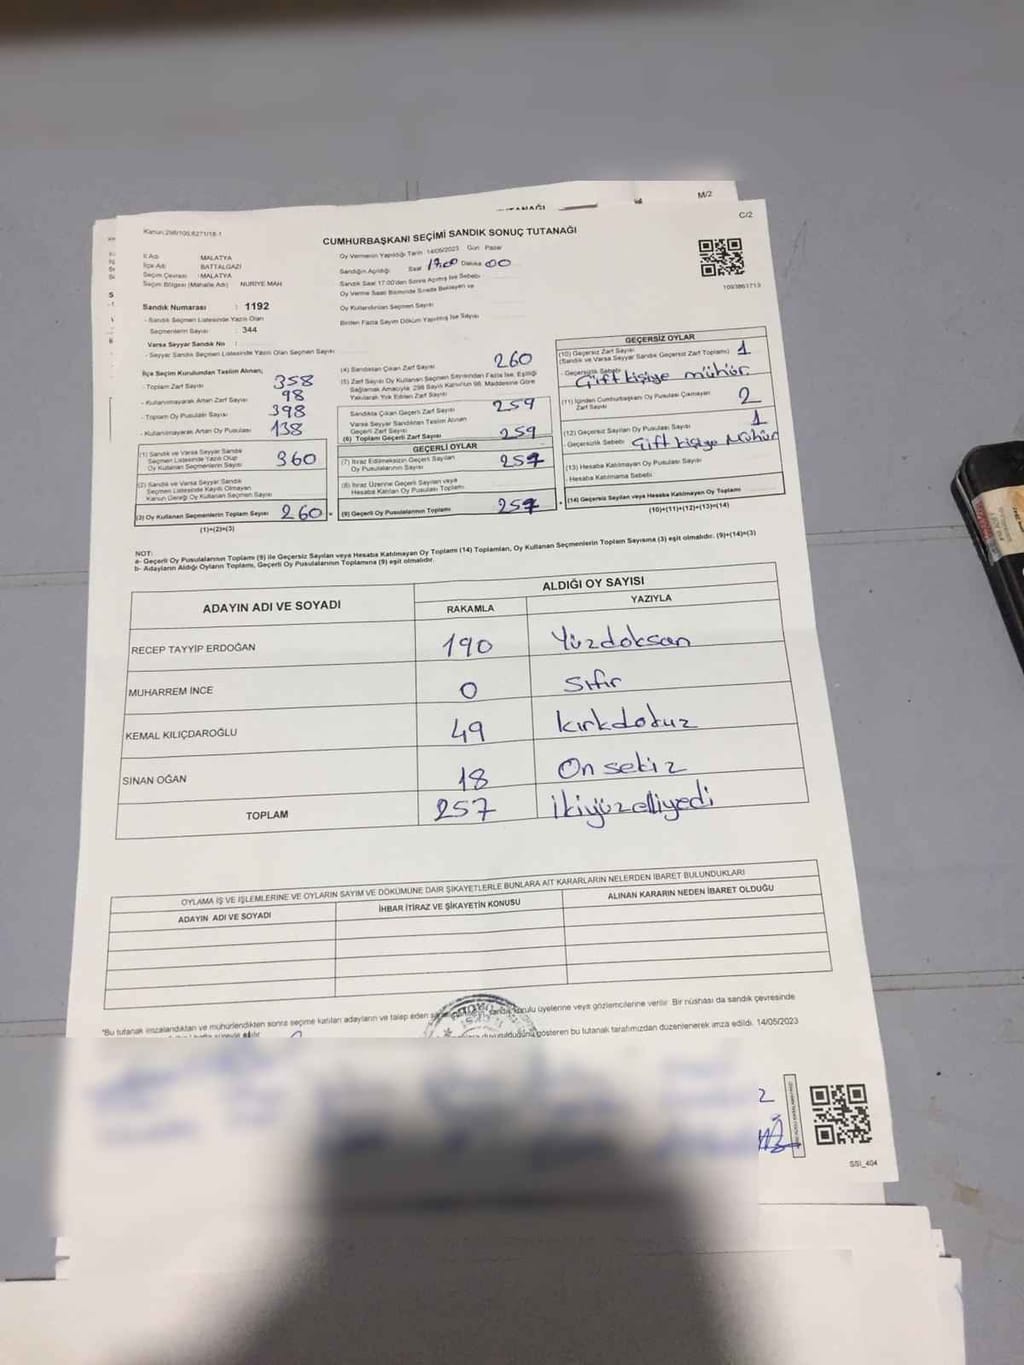 M/2
C/2
Kanun:298/105,6271/18-1
CUMHURBAŞKANI SEÇİMİ SANDIK SONUÇ TUTANAĞI
İl Adı : MALATYA
İlçe Adı : BATTALGAZİ
Seçim Çevresi : MALATYA
Seçim Bölgesi (Mahalle Adı) NURİYE MAH
Sandık Numarası : 1192
- Sandık Seçmen Listesinde Yazılı Olan
Seçmenlerin Sayısı : 344
Varsa Seyyar Sandık No :
- Seyyar Sandık Seçmen Listesinde Yazılı Olan Seçmen Sayısı
Oy Vermenin Yapıldığı Tarih 14/05/2023 Gün Pazar
Sandığın Açıldığı Saat 17:00 Dakika 00
Sandık Saat 17.00'den Sonra Açılmış İse Sebebi
Oy Verme Saati Bitiminde Sırada Bekleyen ve
Oy Kullandırılan Seçmen Sayısı
Birden Fazla Sayım Döküm Yapılmış İse Sayısı
1093861713
İlçe Seçim Kurulundan Teslim Alınan;
- Toplam Zarf Sayısı 358
- Kullanılmayarak Artan Zarf Sayısı 98
- Toplam Oy Pusulası Sayısı 398
- Kullanılmayarak Artan Oy Pusulası 138
(1) Sandık ve Varsa Seyyar Sandık
Seçmen Listesinde Yazılı Olup
Oy Kullanan Seçmenlerin Sayısı 360
(2) Sandık ve Varsa Seyyar Sandık
Seçmen Listesinde Kaydı Olmayan
Kanun Gereği Oy Kullanan Seçmen Sayısı
(3) Oy Kullanan Seçmenlerin Toplam Sayısı 260 =
(1)+(2)=(3)
(4) Sandıktan Çıkan Zarf Sayısı 260
(5) Zarf Sayısı Oy Kullanan Seçmen Sayısından Fazla İse, Eşitliği
Sağlamak Amacıyla, 298 Sayılı Kanun'un 98. Maddesine Göre
Yakılarak Yok Edilen Zarf Sayısı
Sandıkta Çıkan Geçerli Zarf Sayısı 259
Varsa Seyyar Sandıktan Teslim Alınan
Geçerli Zarf Sayısı
(6) Toplam Geçerli Zarf Sayısı 259
GEÇERLİ OYLAR
(7) İtiraz Edilmeksizin Geçerli Sayılan
Oy Pusulalarının Sayısı 257
(8) İtiraz Üzerine Geçerli Sayılan veya
Hesaba Katılan Oy Pusulası Toplamı
(9) Geçerli Oy Pusulalarının Toplamı 257
GEÇERSİZ OYLAR
(10) Geçersiz Zarf Sayısı
(Sandık ve Varsa Seyyar Sandık Geçersiz Zarf Toplamı) 1
- Geçersizlik Sebebi
Çift kişiye mühür
(11) İçinden Cumhurbaşkanı Oy Pusulası Çıkmayan
Zarf Sayısı 2
(12) Geçersiz Sayılan Oy Pusulası Sayısı 1
- Geçersizlik Sebebi Çift kişiye Mühür
(13) Hesaba Katılmayan Oy Pusulası Sayısı
- Hesaba Katılmama Sebebi
(14) Geçersiz Sayılan veya Hesaba Katılmayan Oy Toplamı
(10)+(11)+(12)+(13)=(14)
NOT:
a- Geçerli Oy Pusulalarının Toplamı (9) ile Geçersiz Sayılan veya Hesaba Katılmayan Oy Toplamı (14) Toplamları, Oy Kullanan Seçmenlerin Toplam Sayısına (3) eşit olmalıdır. (9)+(14)=(3)
b- Adayların Aldığı Oyların Toplamı, Geçerli Oy Pusulalarının Toplamına (9) eşit olmalıdır.
ADAYIN ADI VE SOYADI
ALDIĞI OY SAYISI
RAKAMLA YAZIYLA
RECEP TAYYİP ERDOĞAN 190 Yüzdoksan
MUHARREM İNCE 0 Sıfır
KEMAL KILIÇDAROĞLU 49 kırkdokuz
SİNAN OĞAN 18 On sekiz
TOPLAM 257 ikiyüzelliyedi
OYLAMA İŞ VE İŞLEMLERİNE VE OYLARIN SAYIM VE DÖKÜMÜNE DAİR ŞİKAYETLERLE BUNLARA AİT KARARLARIN NELERDEN İBARET BULUNDUKLARI
ADAYIN ADI VE SOYADI İHBAR İTİRAZ VE ŞİKAYETİN KONUSU ALINAN KARARIN NEDEN İBARET OLDUĞU
"Bu tutanak imzalandıktan ve mühürlendikten sonra seçime katılan adayların ve talep eden kurulu üyelerine veya gözlemcilerine verilir. Bir nüshası da sandık çevresinde
gösteren bu tutanak tarafımızdan düzenlenerek imza edildi. 14/05/2023
SSİ_404